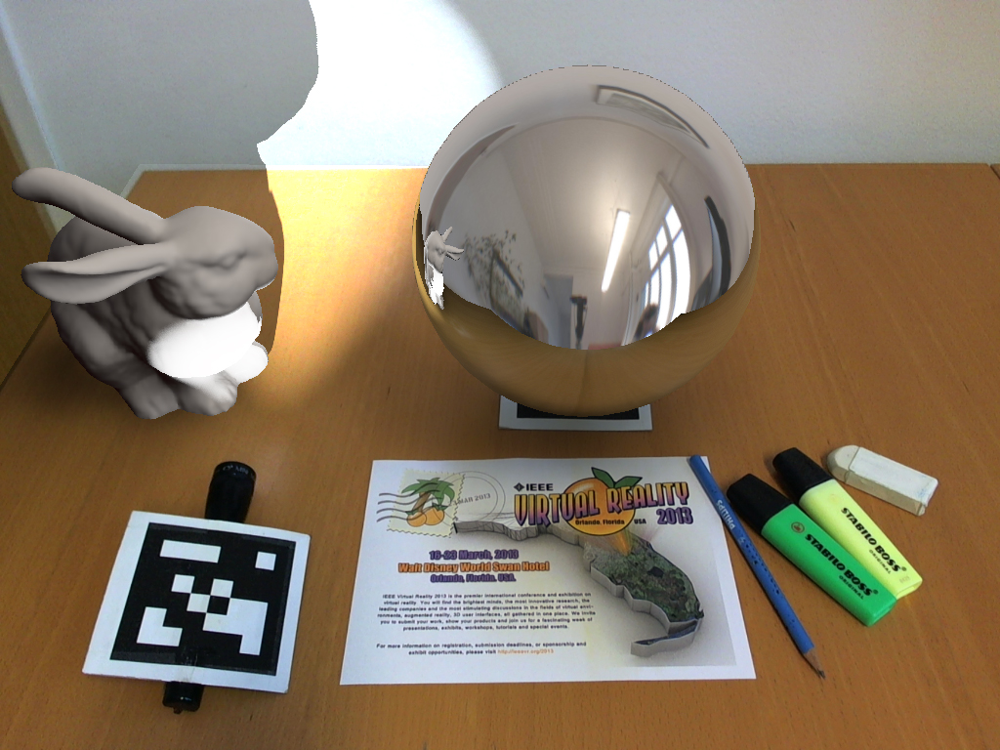 IEEE
VIRTUAL REALITY
Orlando, Florida USA
2013
16-23 March, 2013
Walt Disney World Swan Hotel
Orlando, Florida, USA.
IEEE Virtual Reality 2013 is the premier international conference and exhibition on
virtual reality. You will find the brightest minds, the most innovative research, the
leading companies and the most stimulating discussions in the fields of virtual envi-
ronments, augmented reality, 3D user interfaces, all gathered in one place. We invite
you to submit your work, show your products and join us for a fascinating week of
presentations, exhibits, workshops, tutorials and special events.
For more information on registration, submission deadlines, or sponsorship and
exhibit opportunities, please visit http://ieeevr.org/2013
PHILIPS
STABILO BOSS
ORIGINAL
STABILO BOSS
ORIGINAL